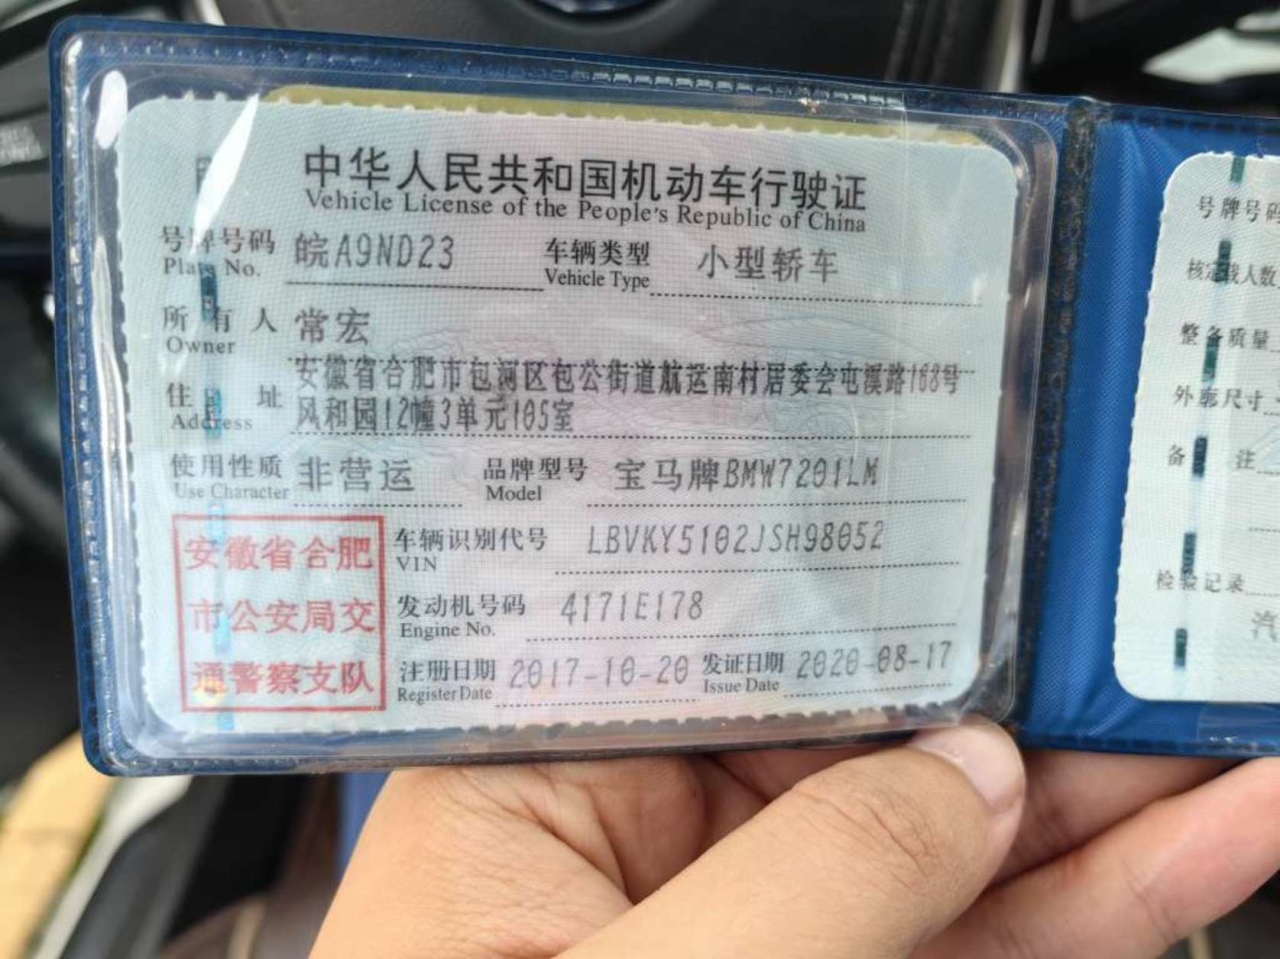 中华人民共和国机动车行驶证
Vehicle License of the People's Republic of China
号牌号码 皖A9ND23 车辆类型 小型轿车
Plate No. Vehicle Type
所有人 常宏
Owner
安徽省合肥市包河区包公街道航运南村居委会屯溪路168号
住址 风和园12幢3单元105室
Address
使用性质 非营运 品牌型号 宝马牌BMW7201LM
Use Character Model
安徽省合肥
市公安局交
通警察支队
车辆识别代号 LBVKY5102JSH98052
VIN
发动机号码 4171E178
Engine No.
注册日期 2017-10-20 发证日期 2020-08-17
Register Date Issue Date
号牌号码
核定载人数
整备质量
外廓尺寸
备注
检验记录